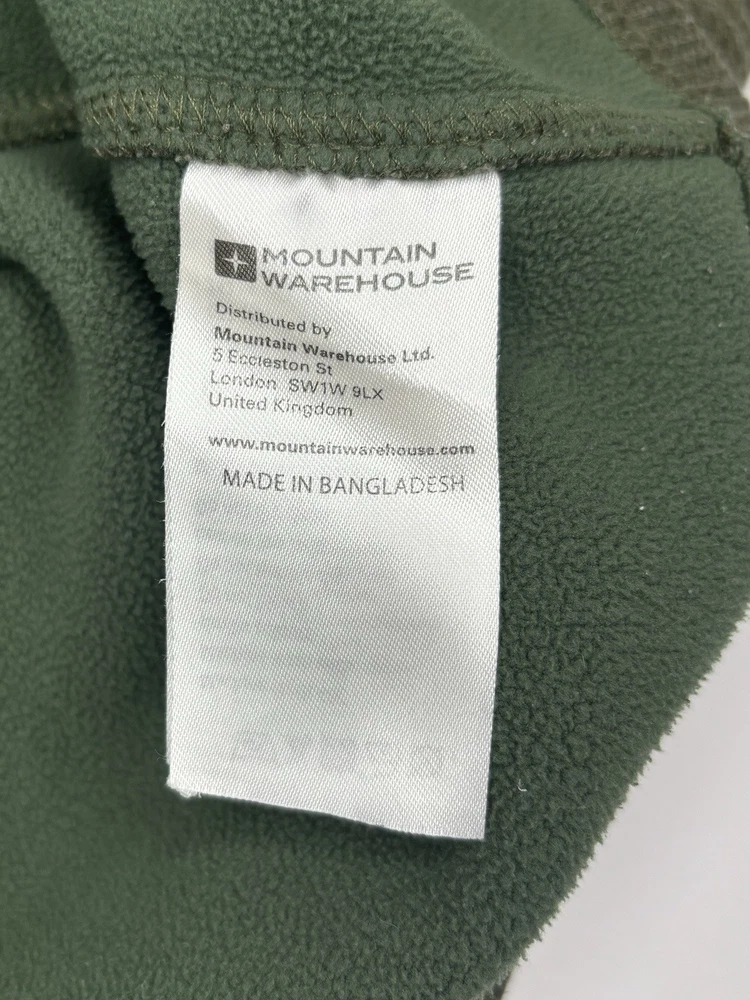 MOUNTAIN
WAREHOUSE
Distributed by
Mountain Warehouse Ltd.
5 Eccleston St
London SW1W 9LX
United Kingdom
www.mountainwarehouse.com
MADE IN BANGLADESH